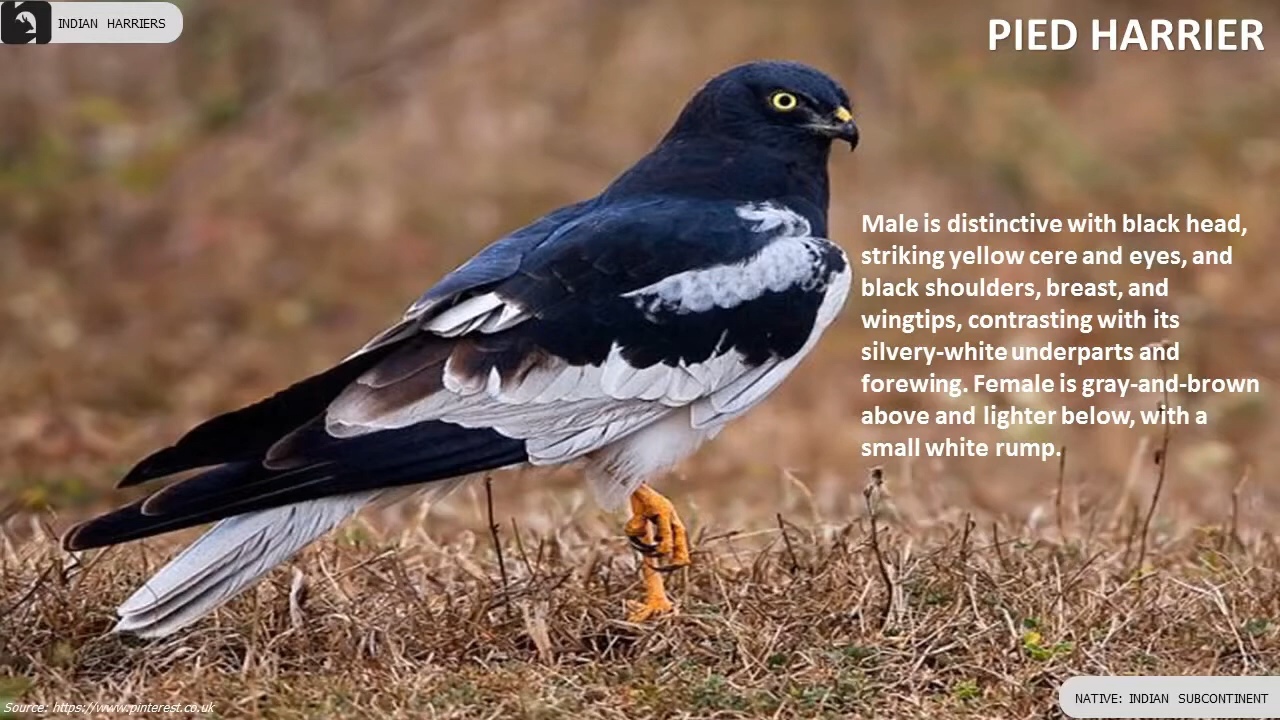 INDIAN HARRIERS
PIED HARRIER
Male is distinctive with black head,
striking yellow cere and eyes, and
black shoulders, breast, and
wingtips, contrasting with its
silvery-white underparts and
forewing. Female is gray-and-brown
above and lighter below, with a
small white rump.
NATIVE: INDIAN SUBCONTINENT
Source: https://www.pinterest.co.uk